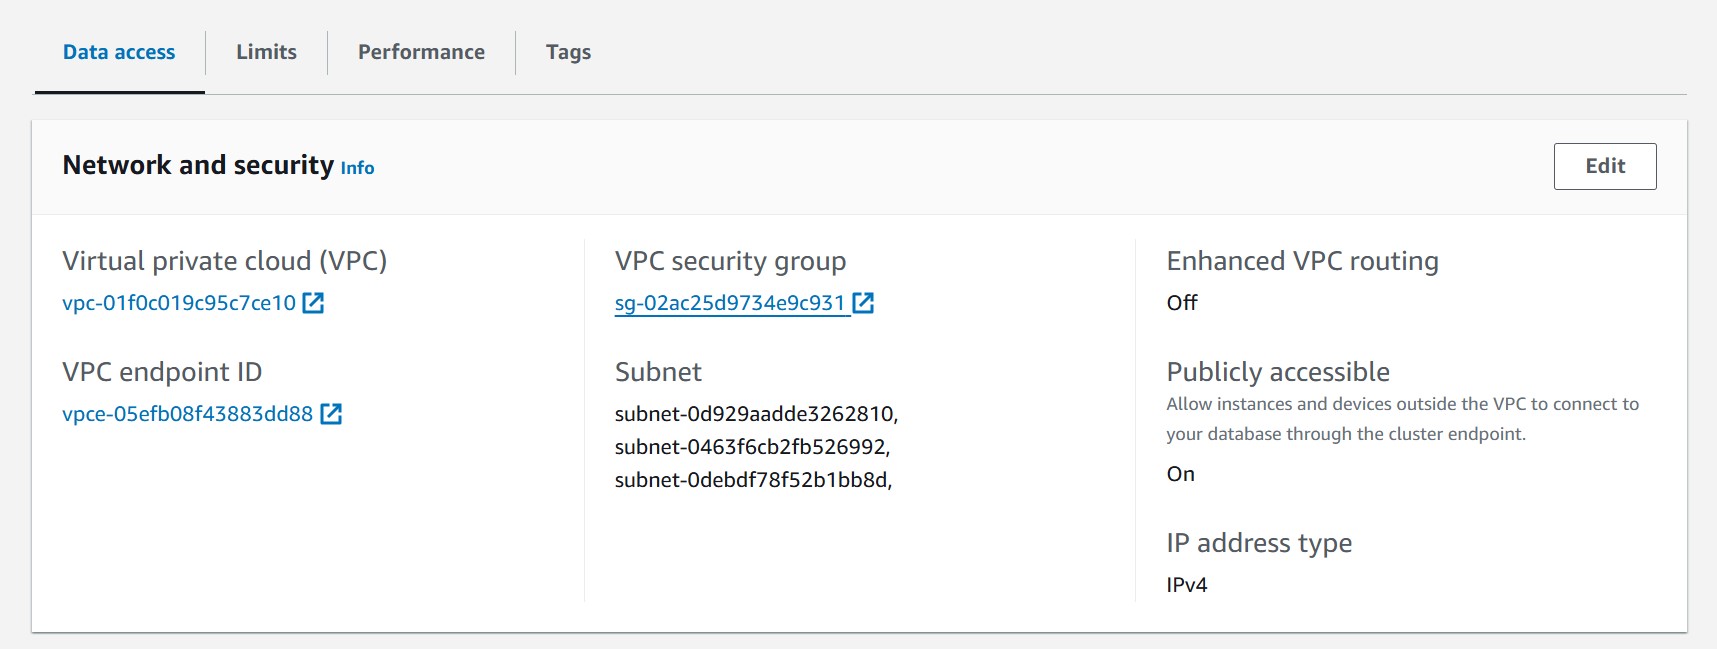 Data access
Limits
Performance
Tags
Network and security Info
Edit
Virtual private cloud (VPC)
vpc-01f0c019c95c7ce10
VPC endpoint ID
vpce-05efb08f43883dd88
VPC security group
sg-02ac25d9734e9c931
Subnet
subnet-0d929aadde3262810,
subnet-0463f6cb2fb526992,
subnet-0debdf78f52b1bb8d,
Enhanced VPC routing
Off
Publicly accessible
Allow instances and devices outside the VPC to connect to
your database through the cluster endpoint.
On
IP address type
IPv4